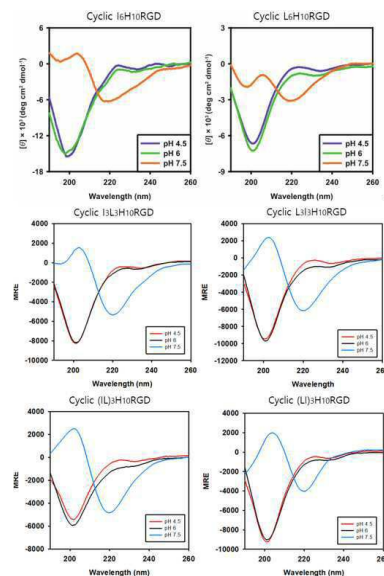 Cyclic I6H10RGD
[θ] × 10³ (deg cm² dmol⁻¹)
6
0
-6
-12
-18
pH 4.5
pH 6
pH 7.5
200 220 240 260
Wavelength (nm)
Cyclic L6H10RGD
[θ] × 10³ (deg cm² dmol⁻¹)
3
0
-3
-6
-9
pH 4.5
pH 6
pH 7.5
200 220 240 260
Wavelength (nm)
Cyclic I3L3H10RGD
MRE
4000
2000
0
-2000
-4000
-6000
-8000
-10000
pH 4.5
pH 6
pH 7.5
200 220 240 260
Wavelength (nm)
Cyclic L3I3H10RGD
MRE
4000
2000
0
-2000
-4000
-6000
-8000
-10000
-12000
pH 4.5
pH 6
pH 7.5
200 220 240 260
Wavelength (nm)
Cyclic (IL)3H10RGD
MRE
4000
2000
0
-2000
-4000
-6000
-8000
pH 4.5
pH 6
pH 7.5
200 220 240 260
Wavelength (nm)
Cyclic (LI)3H10RGD
MRE
4000
2000
0
-2000
-4000
-6000
-8000
-10000
pH 4.5
pH 6
pH 7.5
200 220 240 260
Wavelength (nm)